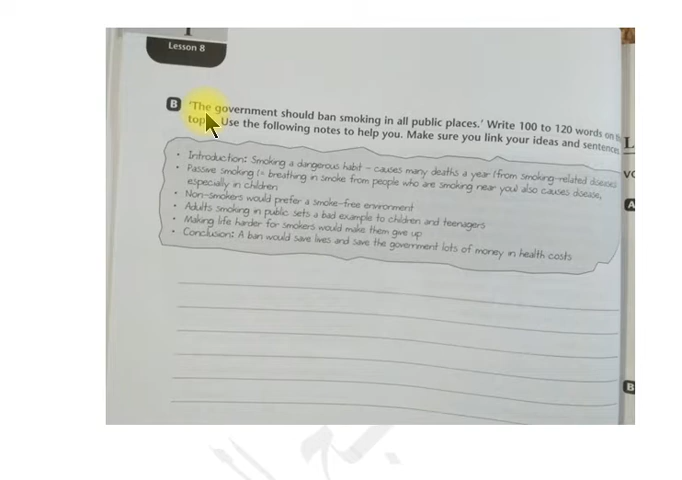 1
Lesson 8
B 'The government should ban smoking in all public places.' Write 100 to 120 words on
Use the following notes to help you. Make sure you link your ideas and sentences.
• Introduction: Smoking a dangerous habit – causes many deaths a year (from smoking-related diseases
• Passive smoking (= breathing in smoke from people who are smoking near you) also causes disease,
especially in children
• Non-smokers would prefer a smoke-free environment
• Adults smoking in public sets a bad example to children and teenagers
• Making life harder for smokers would make them give up
• Conclusion: A ban would save lives and save the government lots of money in health costs
L
VO
A
B